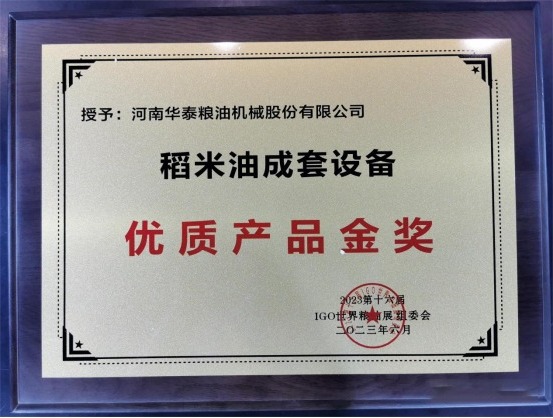 授予：河南华泰粮油机械股份有限公司
稻米油成套设备
优质产品金奖
2023第十六届
IGO世界粮油展组委会
二〇二三年六月